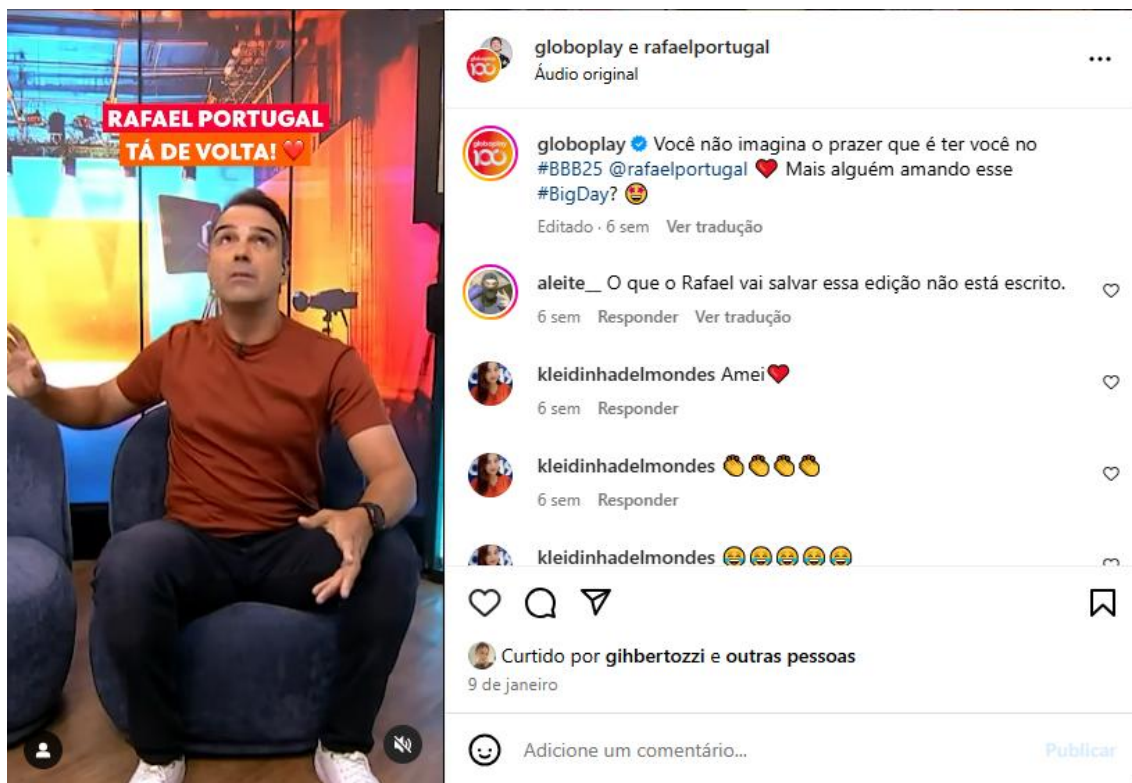 RAFAEL PORTUGAL
TÁ DE VOLTA! ❤️
globoplay e rafaelportugal
Áudio original
globoplay Você não imagina o prazer que é ter você no
#BBB25 @rafaelportugal ❤️ Mais alguém amando esse
#BigDay? 🤩
Editado · 6 sem Ver tradução
aleite__ O que o Rafael vai salvar essa edição não está escrito.
6 sem Responder Ver tradução
kleidinhadelmondes Amei❤️
6 sem Responder
kleidinhadelmondes 👏👏👏👏
6 sem Responder
kleidinhadelmondes 😂😂😂😂😂
Curtido por gihbertozzi e outras pessoas
9 de janeiro
Adicione um comentário...
Publicar